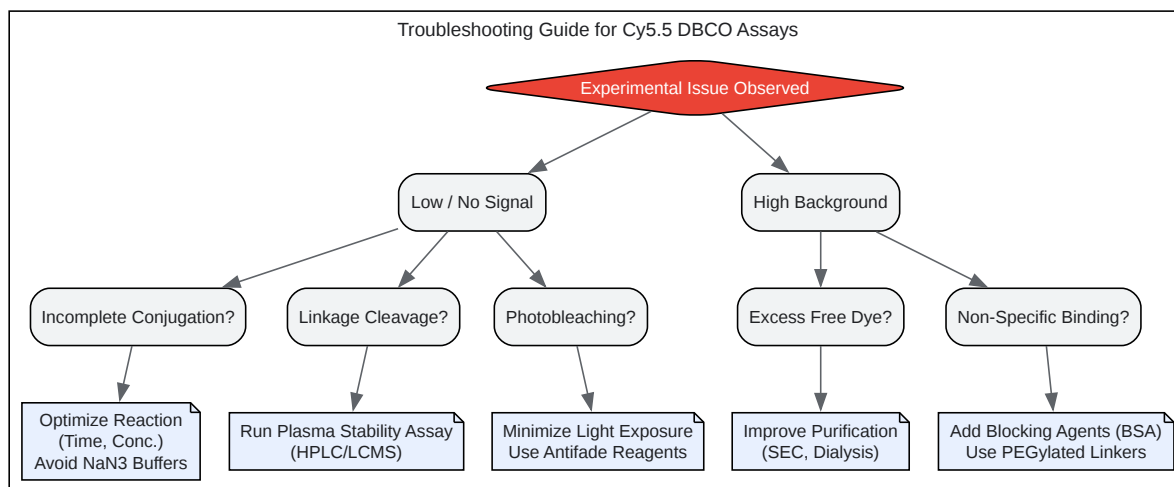 Troubleshooting Guide for Cy5.5 DBCO Assays
Experimental Issue Observed
Low / No Signal
High Background
Incomplete Conjugation?
Linkage Cleavage?
Photobleaching?
Excess Free Dye?
Non-Specific Binding?
Optimize Reaction
(Time, Conc.)
Avoid NaN3 Buffers
Run Plasma Stability Assay
(HPLC/LCMS)
Minimize Light Exposure
Use Antifade Reagents
Improve Purification
(SEC, Dialysis)
Add Blocking Agents (BSA)
Use PEGylated Linkers